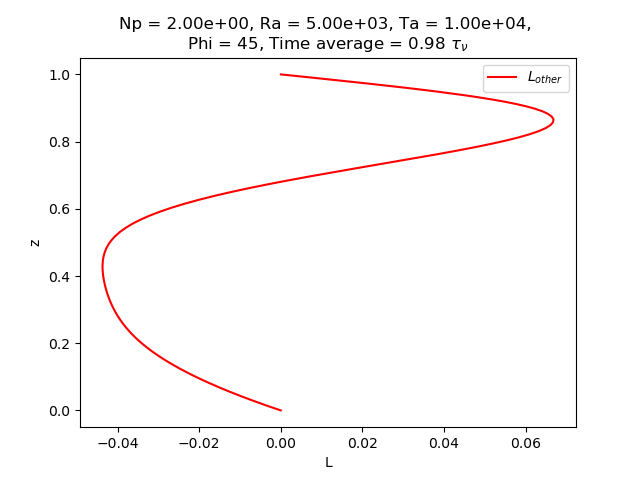 Np = 2.00e+00, Ra = 5.00e+03, Ta = 1.00e+04,
Phi = 45, Time average = 0.98 τν
L_other
1.0
0.8
0.6
0.4
0.2
0.0
z
−0.04 −0.02 0.00 0.02 0.04 0.06
L